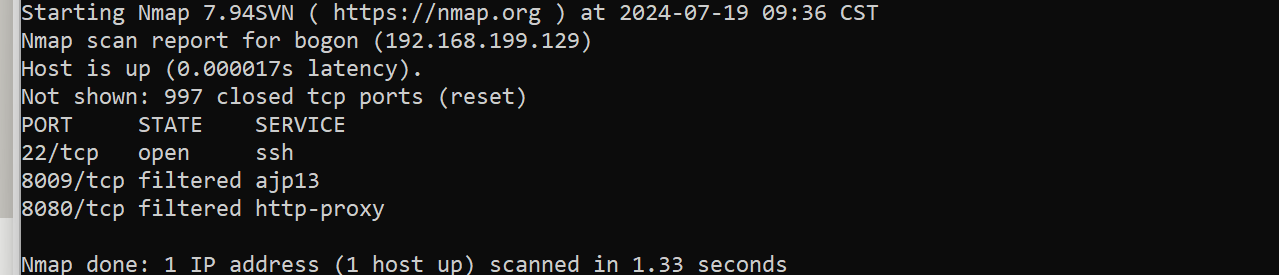 Starting Nmap 7.94SVN ( https://nmap.org ) at 2024-07-19 09:36 CST
Nmap scan report for bogon (192.168.199.129)
Host is up (0.000017s latency).
Not shown: 997 closed tcp ports (reset)
PORT     STATE    SERVICE
22/tcp   open     ssh
8009/tcp filtered ajp13
8080/tcp filtered http-proxy

Nmap done: 1 IP address (1 host up) scanned in 1.33 seconds